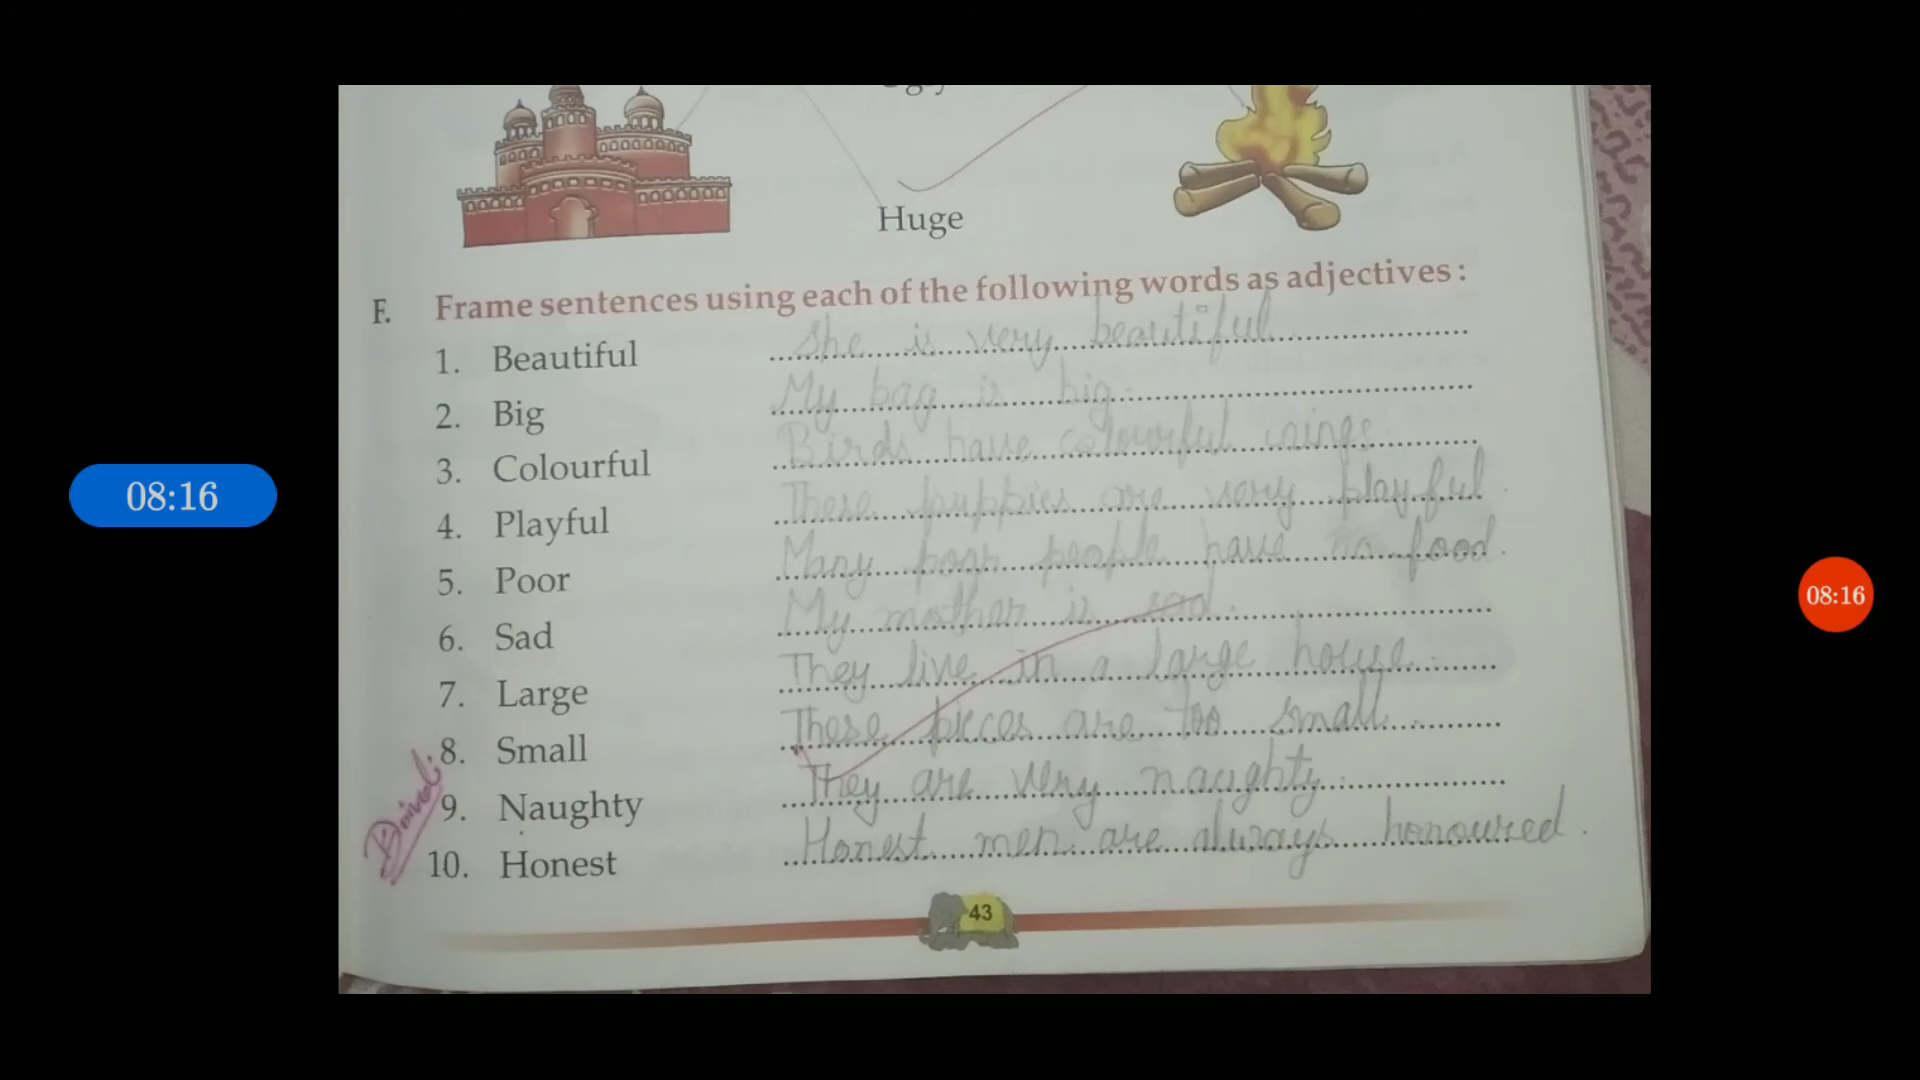 Huge
F. Frame sentences using each of the following words as adjectives :
1. Beautiful She is very beautiful
2. Big My bag is big.
3. Colourful Birds have colourful wings.
4. Playful These puppies are very playful.
5. Poor Many poor people have no food.
6. Sad My mother is sad.
7. Large They live in a large house.
8. Small These pieces are too small.
9. Naughty They are very naughty.
10. Honest Honest men are always honoured.
43
08:16
08:16